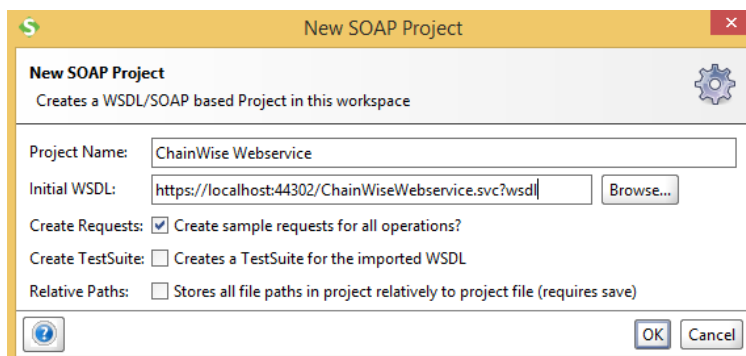 New SOAP Project
New SOAP Project
Creates a WSDL/SOAP based Project in this workspace
Project Name: ChainWise Webservice
Initial WSDL: https://localhost:44302/ChainWiseWebservice.svc?wsdl Browse...
Create Requests: Create sample requests for all operations?
Create TestSuite: Creates a TestSuite for the imported WSDL
Relative Paths: Stores all file paths in project relatively to project file (requires save)
OK Cancel